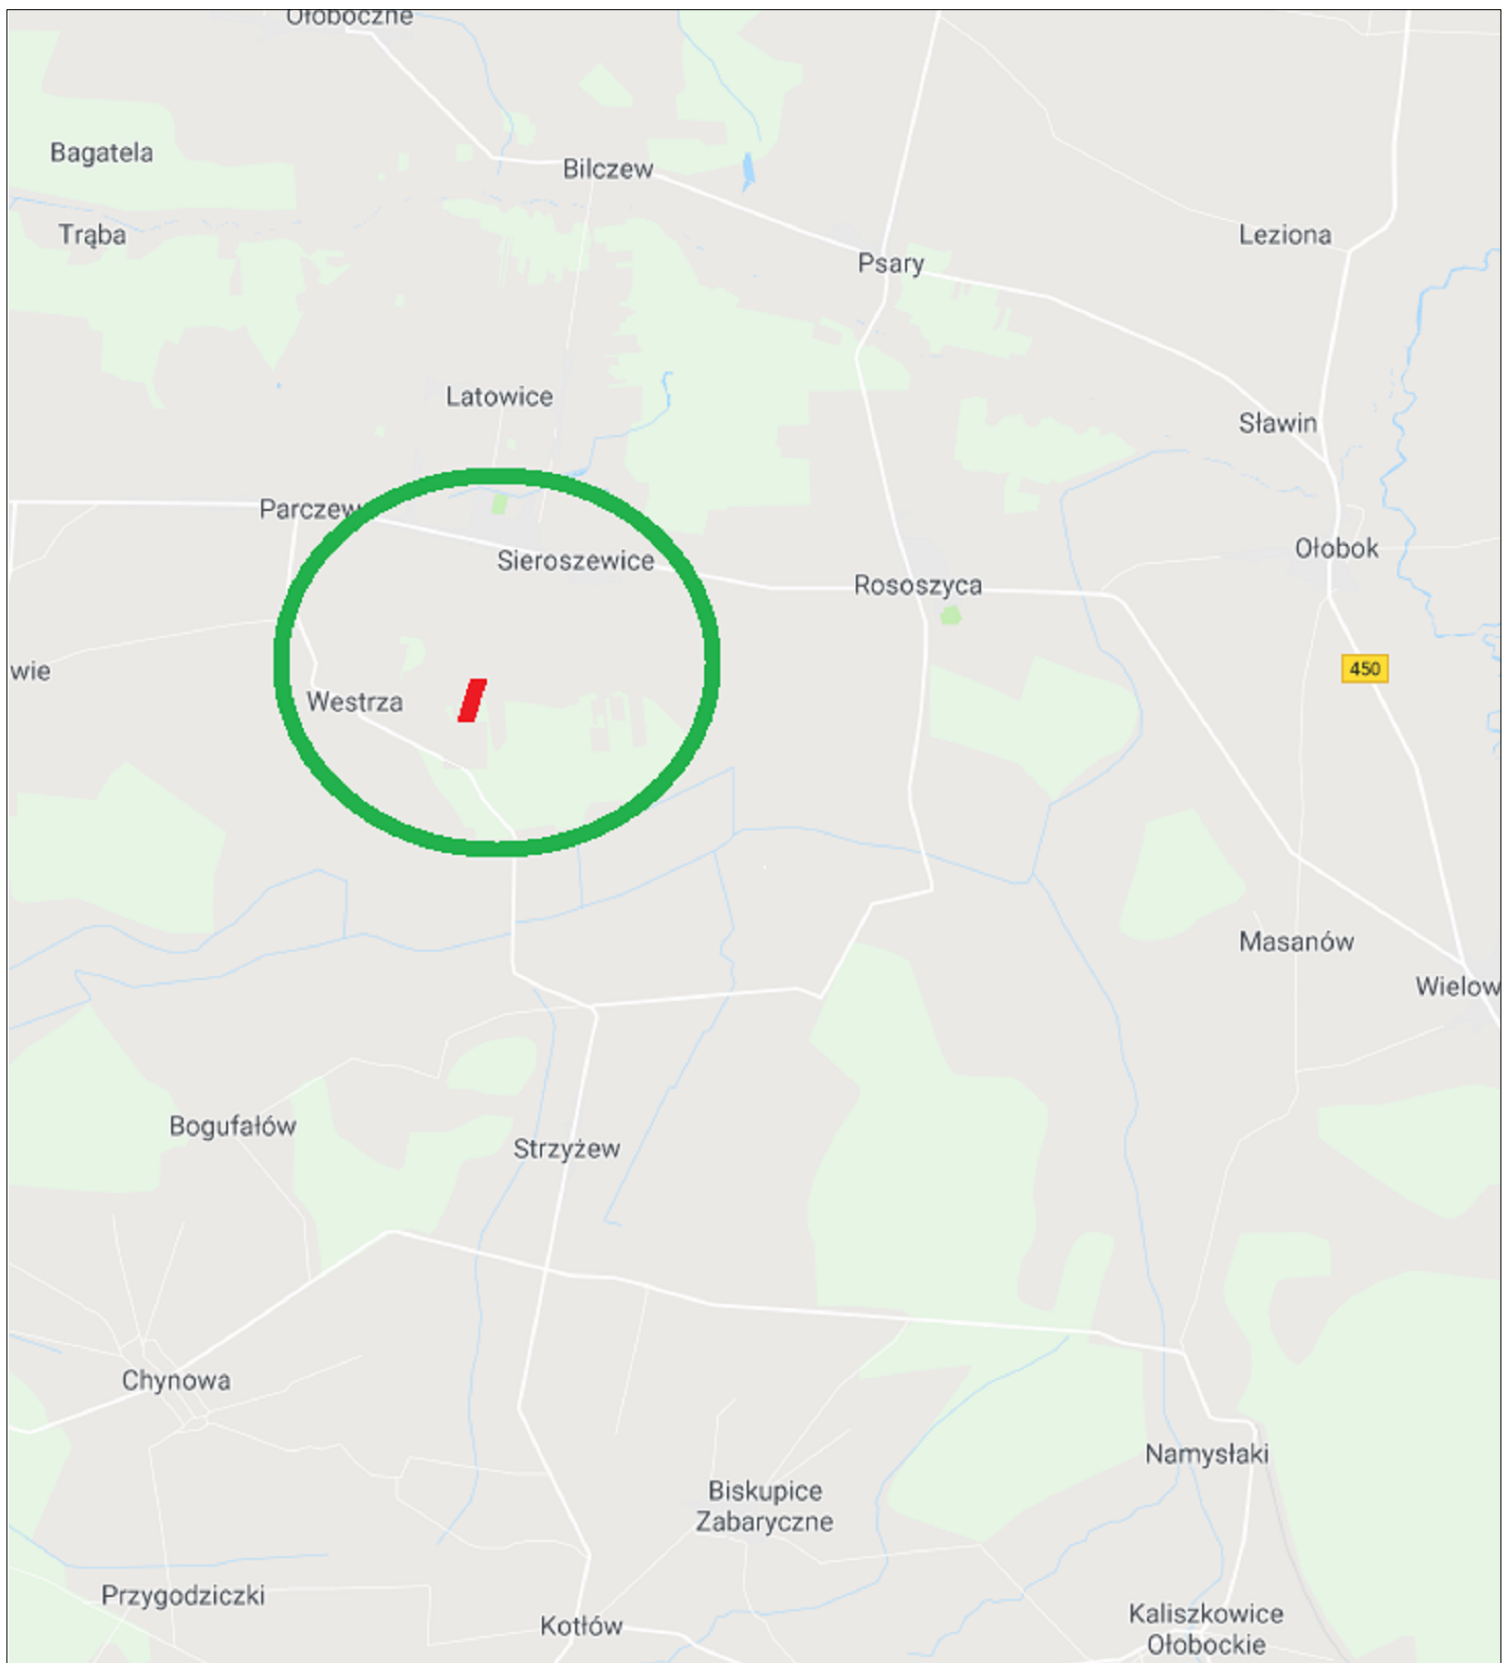 Ołoboczne
Bagatela
Bilczew
Trąba
Leziona
Psary
Latowice
Sławin
Parczew
Ołobok
Sieroszewice
Rososzyca
wie
450
Westrza
Masanów
Wielow
Bogufałów
Strzyżew
Chynowa
Namysłaki
Biskupice
Zabaryczne
Przygodziczki
Kaliszkowice
Ołobockie
Kotłów